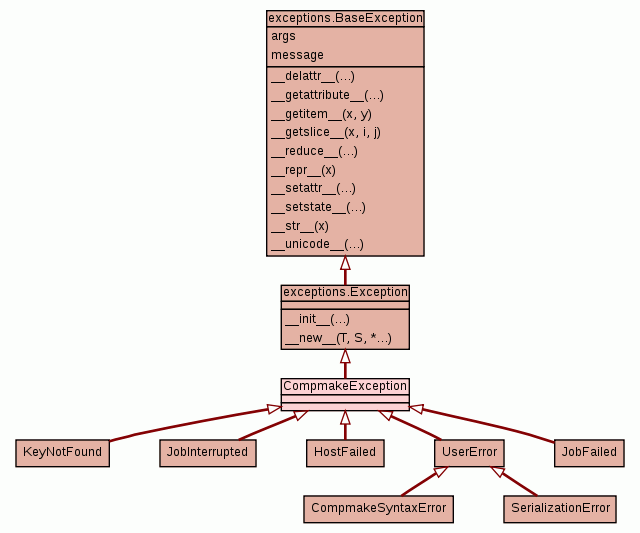 exceptions.BaseException
args
message
__delattr__(...)
__getattribute__(...)
__getitem__(x, y)
__getslice__(x, i, j)
__reduce__(...)
__repr__(x)
__setattr__(...)
__setstate__(...)
__str__(x)
__unicode__(...)
exceptions.Exception
__init__(...)
__new__(T, S, *...)
CompmakeException
KeyNotFound
JobInterrupted
HostFailed
UserError
JobFailed
CompmakeSyntaxError
SerializationError